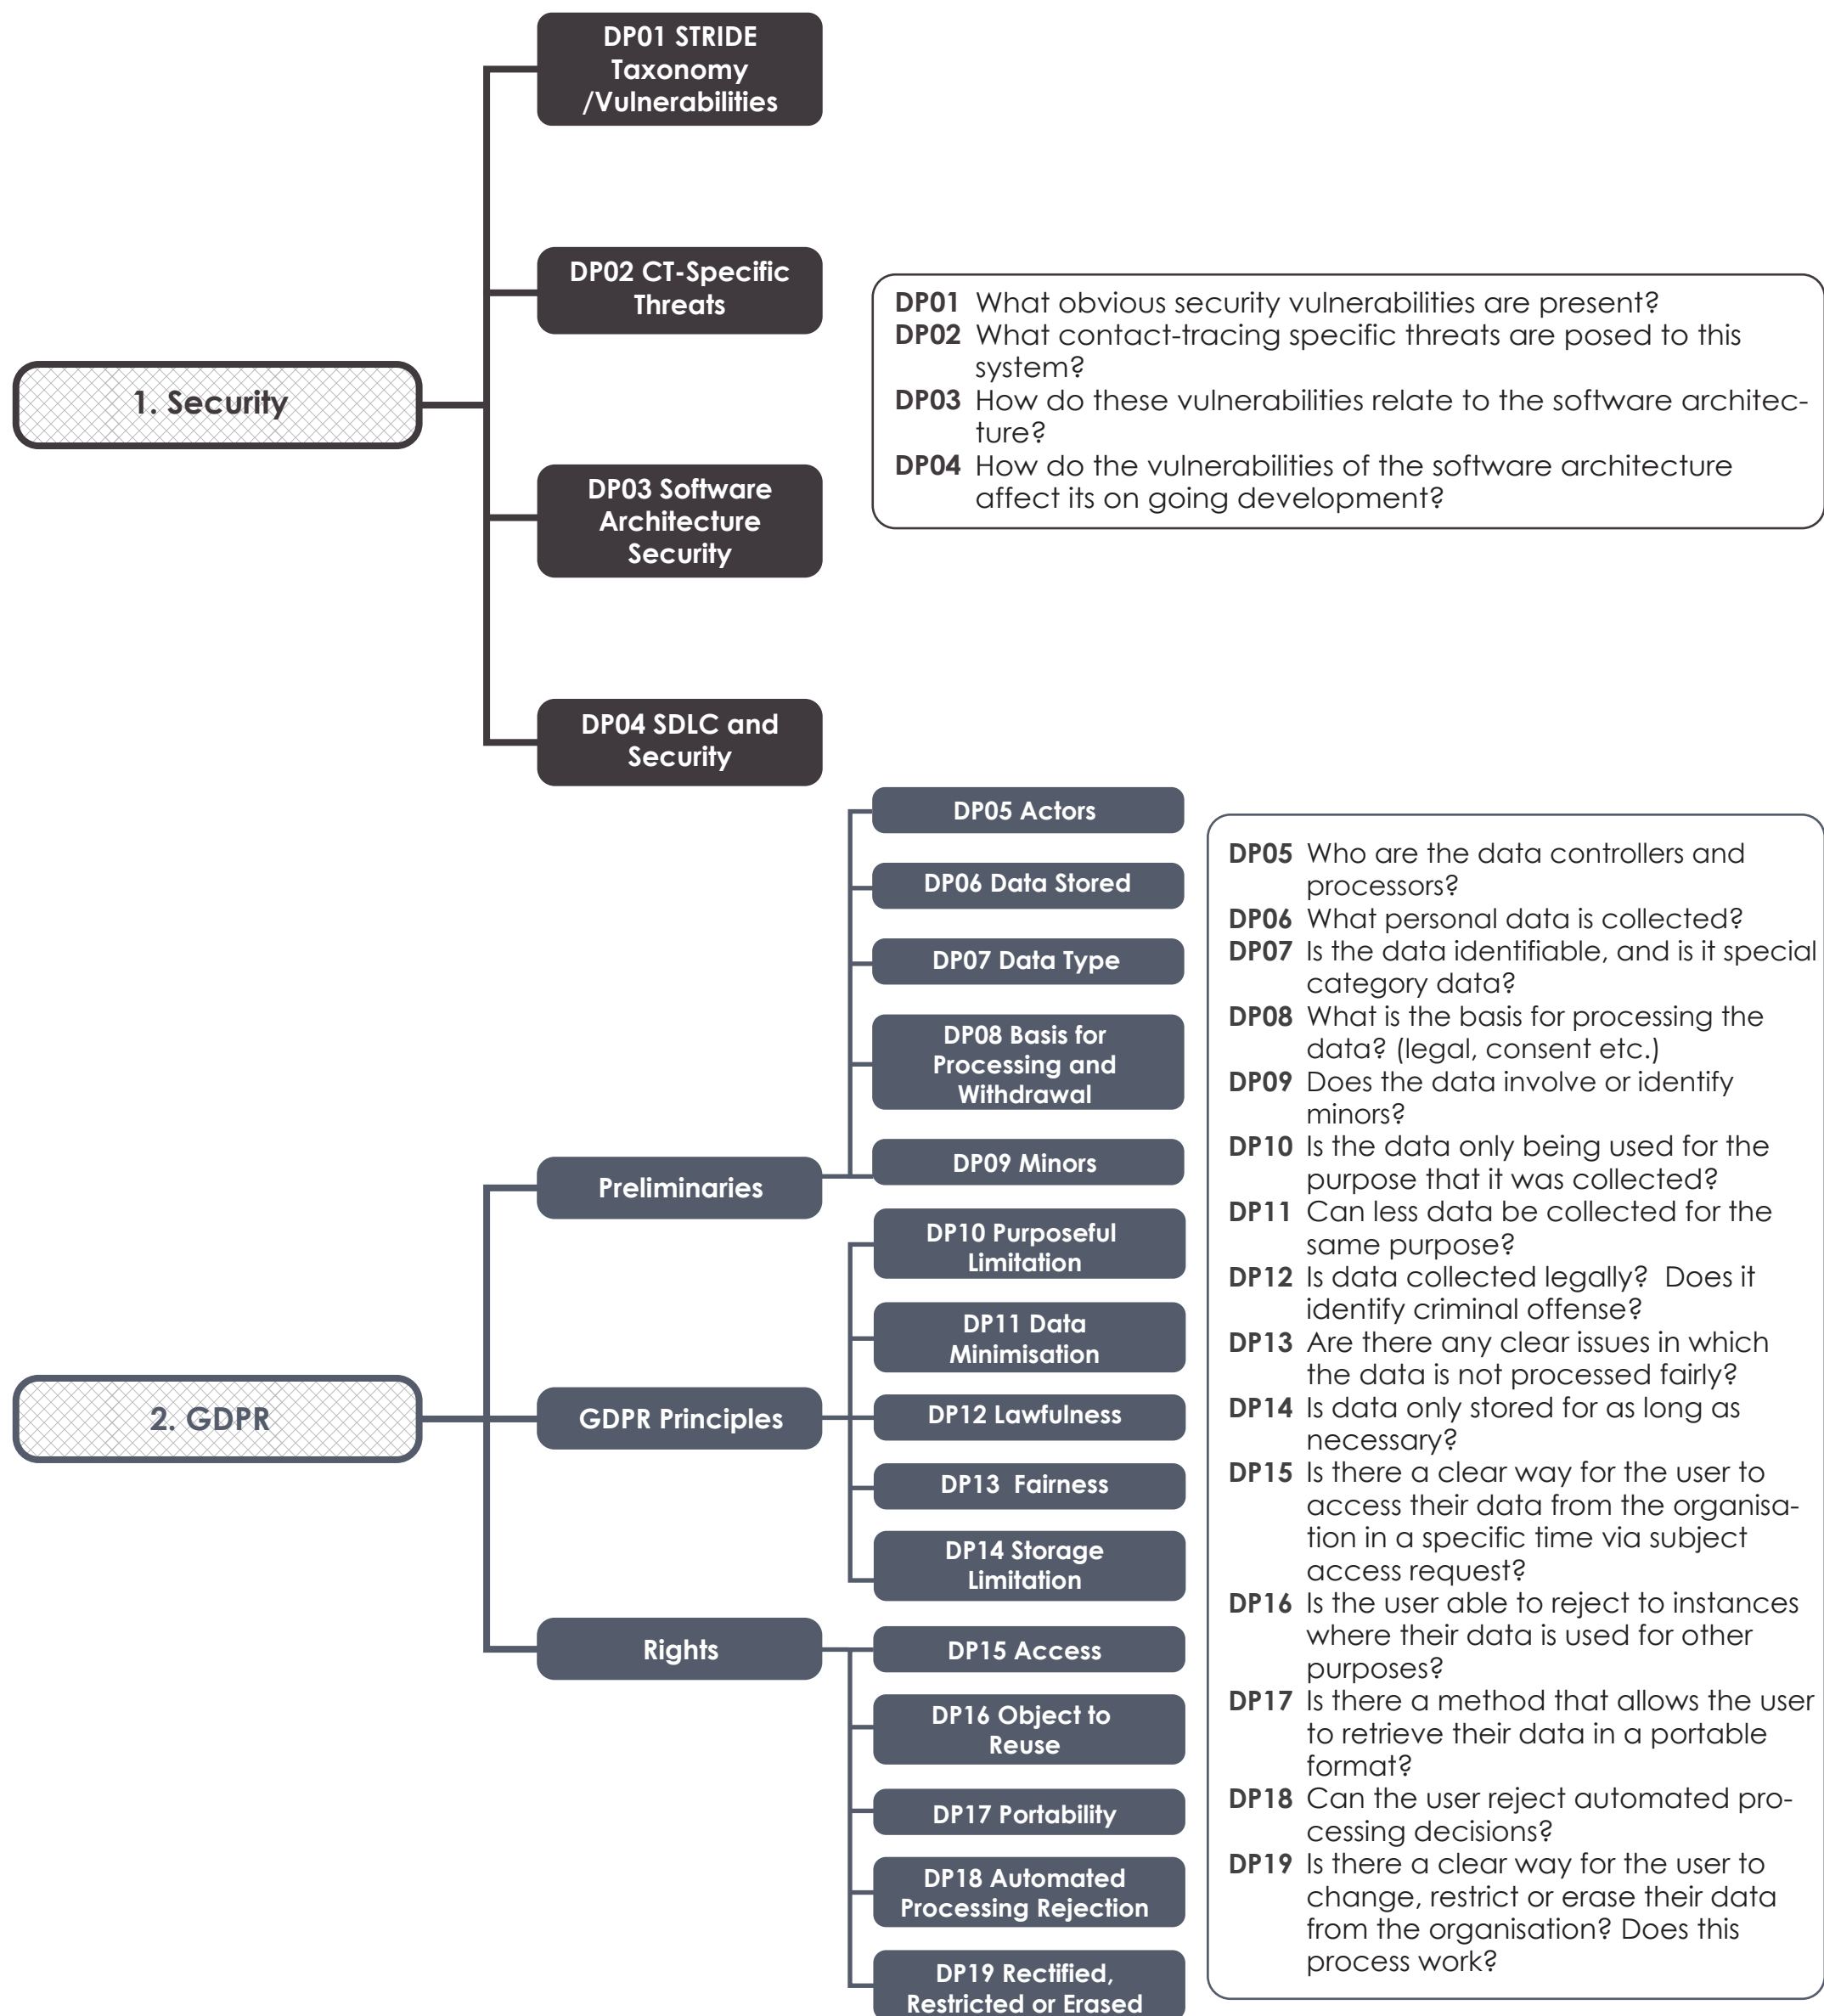 DP01 STRIDE
Taxonomy
/Vulnerabilities
DP02 CT-Specific
Threats
1. Security
DP03 Software
Architecture
Security
DP04 SDLC and
Security
DP01 What obvious security vulnerabilities are present?
DP02 What contact-tracing specific threats are posed to this
system?
DP03 How do these vulnerabilities relate to the software architec-
ture?
DP04 How do the vulnerabilities of the software architecture
affect its on going development?
2. GDPR
Preliminaries
DP05 Actors
DP06 Data Stored
DP07 Data Type
DP08 Basis for
Processing and
Withdrawal
DP09 Minors
GDPR Principles
DP10 Purposeful
Limitation
DP11 Data
Minimisation
DP12 Lawfulness
DP13 Fairness
DP14 Storage
Limitation
Rights
DP15 Access
DP16 Object to
Reuse
DP17 Portability
DP18 Automated
Processing Rejection
DP19 Rectified,
Restricted or Erased
DP05 Who are the data controllers and
processors?
DP06 What personal data is collected?
DP07 Is the data identifiable, and is it special
category data?
DP08 What is the basis for processing the
data? (legal, consent etc.)
DP09 Does the data involve or identify
minors?
DP10 Is the data only being used for the
purpose that it was collected?
DP11 Can less data be collected for the
same purpose?
DP12 Is data collected legally? Does it
identify criminal offense?
DP13 Are there any clear issues in which
the data is not processed fairly?
DP14 Is data only stored for as long as
necessary?
DP15 Is there a clear way for the user to
access their data from the organisa-
tion in a specific time via subject
access request?
DP16 Is the user able to reject to instances
where their data is used for other
purposes?
DP17 Is there a method that allows the user
to retrieve their data in a portable
format?
DP18 Can the user reject automated pro-
cessing decisions?
DP19 Is there a clear way for the user to
change, restrict or erase their data
from the organisation? Does this
process work?